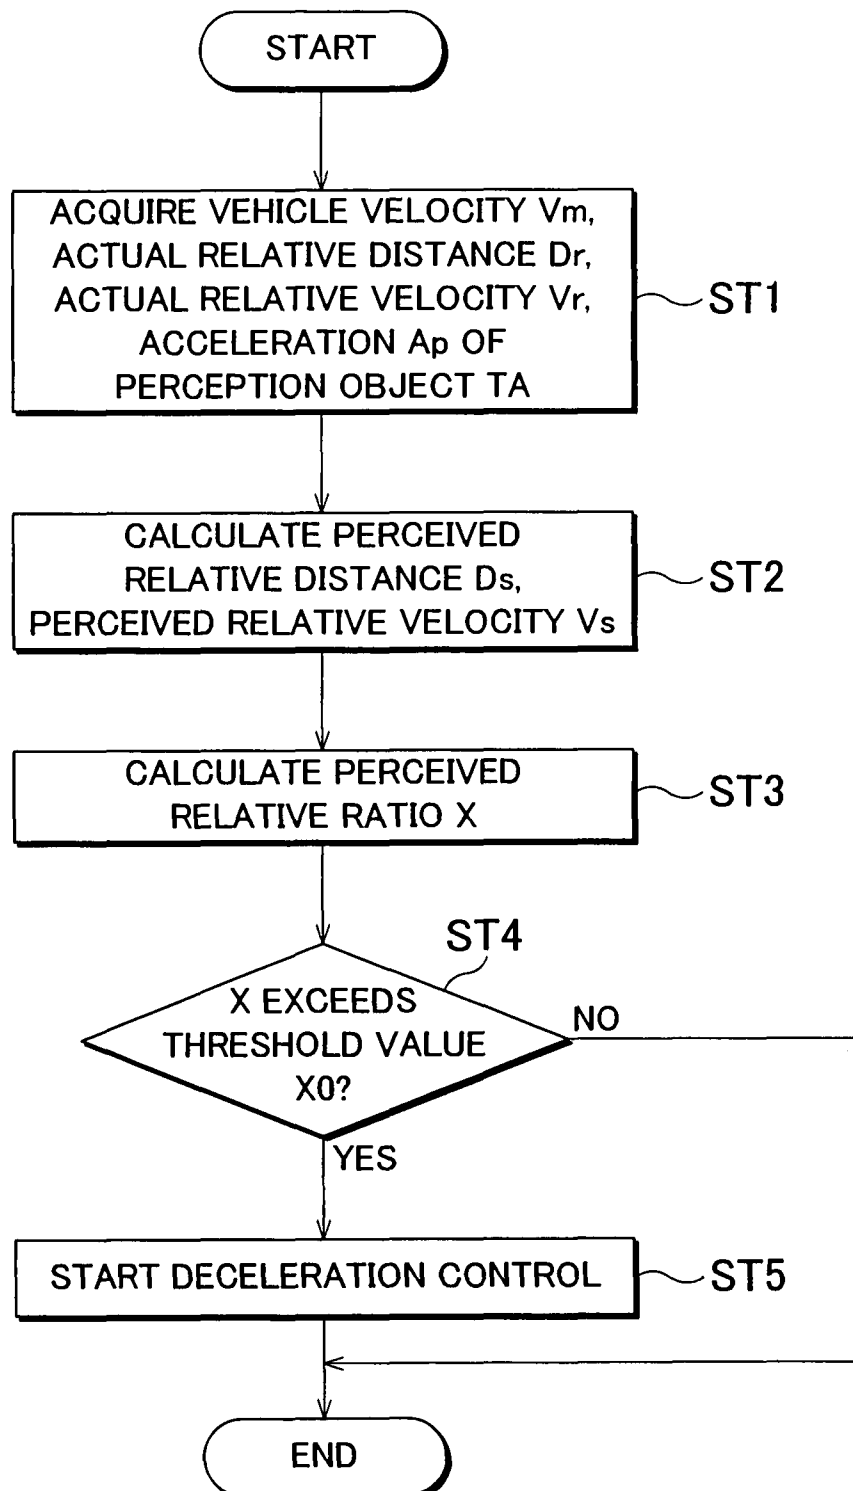 START
ACQUIRE VEHICLE VELOCITY Vm,
ACTUAL RELATIVE DISTANCE Dr,
ACTUAL RELATIVE VELOCITY Vr,
ACCELERATION Ap OF
PERCEPTION OBJECT TA
ST1
CALCULATE PERCEIVED
RELATIVE DISTANCE Ds,
PERCEIVED RELATIVE VELOCITY Vs
ST2
CALCULATE PERCEIVED
RELATIVE RATIO X
ST3
ST4
X EXCEEDS
THRESHOLD VALUE
X0?
NO
YES
START DECELERATION CONTROL
ST5
END